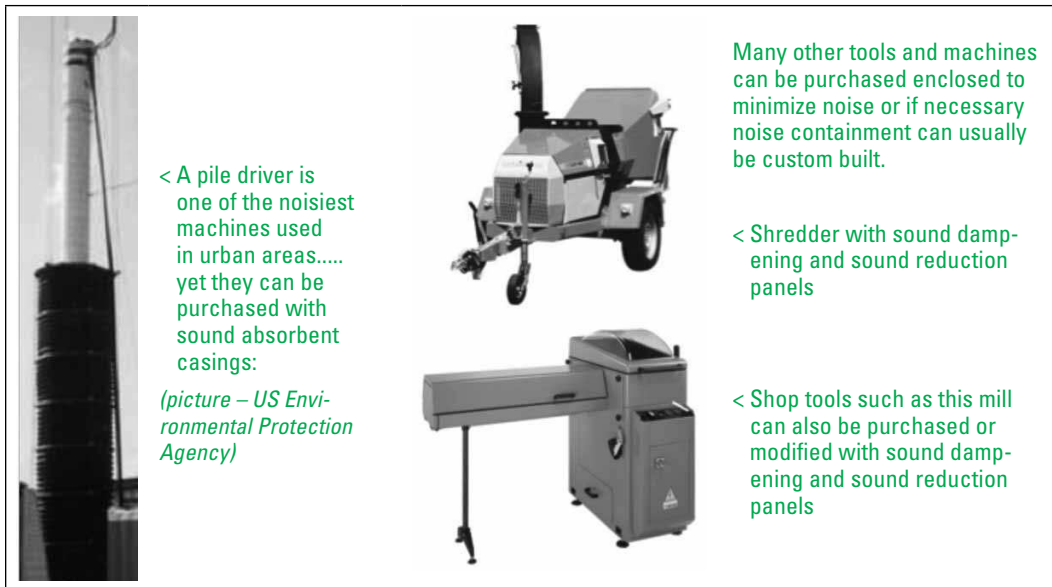 < A pile driver is
one of the noisiest
machines used
in urban areas.....
yet they can be
purchased with
sound absorbent
casings:
(picture – US Envi-
ronmental Protection
Agency)
Many other tools and machines
can be purchased enclosed to
minimize noise or if necessary
noise containment can usually
be custom built.
< Shredder with sound damp-
ening and sound reduction
panels
< Shop tools such as this mill
can also be purchased or
modified with sound damp-
ening and sound reduction
panels